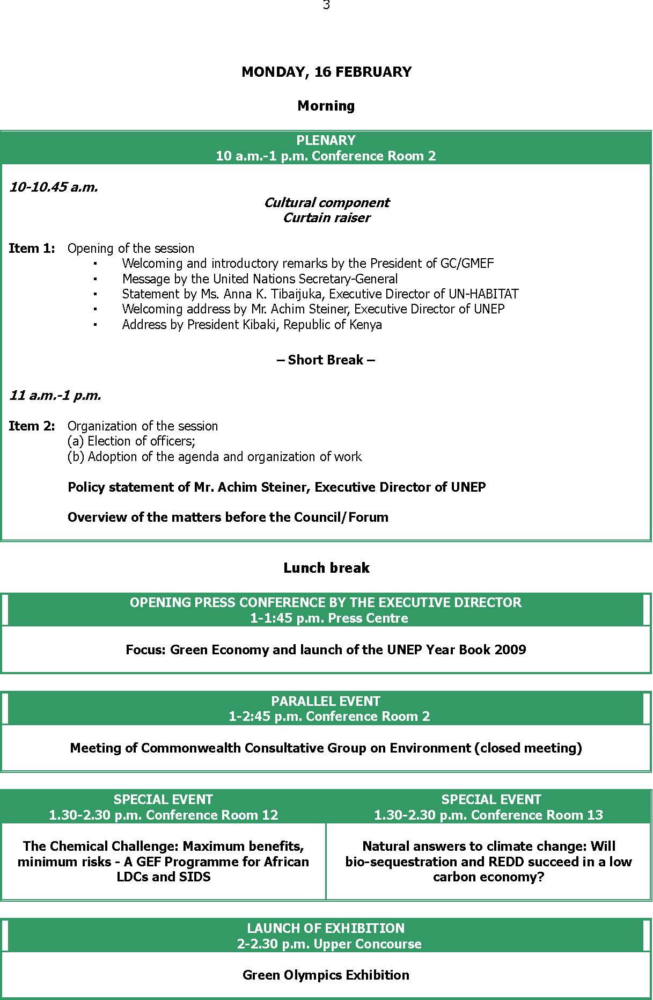 3
MONDAY, 16 FEBRUARY
Morning
PLENARY
10 a.m.-1 p.m. Conference Room 2
10-10.45 a.m.
Cultural component
Curtain raiser
Item 1: Opening of the session
▪ Welcoming and introductory remarks by the President of GC/GMEF
▪ Message by the United Nations Secretary-General
▪ Statement by Ms. Anna K. Tibaijuka, Executive Director of UN-HABITAT
▪ Welcoming address by Mr. Achim Steiner, Executive Director of UNEP
▪ Address by President Kibaki, Republic of Kenya
– Short Break –
11 a.m.-1 p.m.
Item 2: Organization of the session
(a) Election of officers;
(b) Adoption of the agenda and organization of work
Policy statement of Mr. Achim Steiner, Executive Director of UNEP
Overview of the matters before the Council/Forum
Lunch break
OPENING PRESS CONFERENCE BY THE EXECUTIVE DIRECTOR
1-1:45 p.m. Press Centre
Focus: Green Economy and launch of the UNEP Year Book 2009
PARALLEL EVENT
1-2:45 p.m. Conference Room 2
Meeting of Commonwealth Consultative Group on Environment (closed meeting)
SPECIAL EVENT
1.30-2.30 p.m. Conference Room 12
The Chemical Challenge: Maximum benefits,
minimum risks - A GEF Programme for African
LDCs and SIDS
SPECIAL EVENT
1.30-2.30 p.m. Conference Room 13
Natural answers to climate change: Will
bio-sequestration and REDD succeed in a low
carbon economy?
LAUNCH OF EXHIBITION
2-2.30 p.m. Upper Concourse
Green Olympics Exhibition